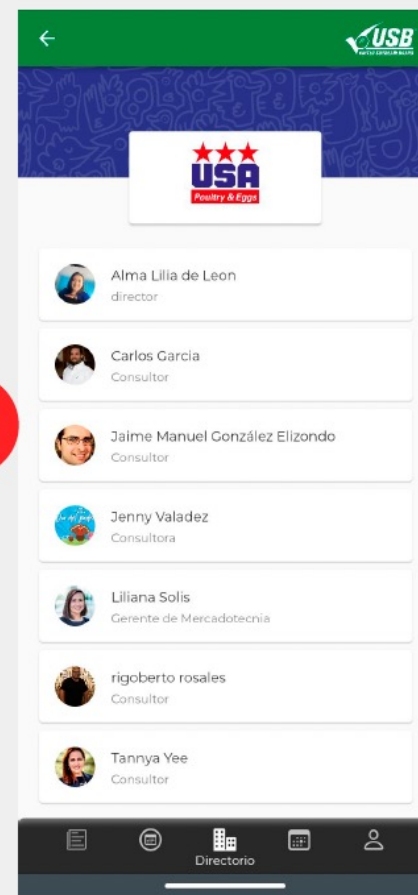 USB
USA
Poultry & Eggs
Alma Lilia de Leon
director
Carlos Garcia
Consultor
Jaime Manuel González Elizondo
Consultor
Jenny Valadez
Consultora
Liliana Solis
Gerente de Mercadotecnia
rigoberto rosales
Consultor
Tannya Yee
Consultor
Directorio